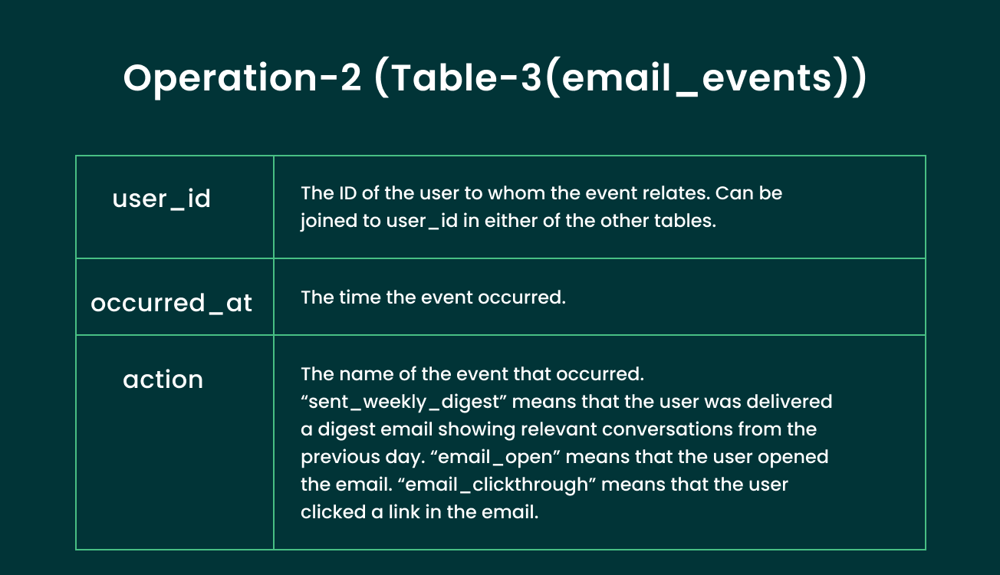 Operation-2 (Table-3(email_events))
user_id
The ID of the user to whom the event relates. Can be
joined to user_id in either of the other tables.
occurred_at
The time the event occurred.
action
The name of the event that occurred.
“sent_weekly_digest” means that the user was delivered
a digest email showing relevant conversations from the
previous day. “email_open” means that the user opened
the email. “email_clickthrough” means that the user
clicked a link in the email.